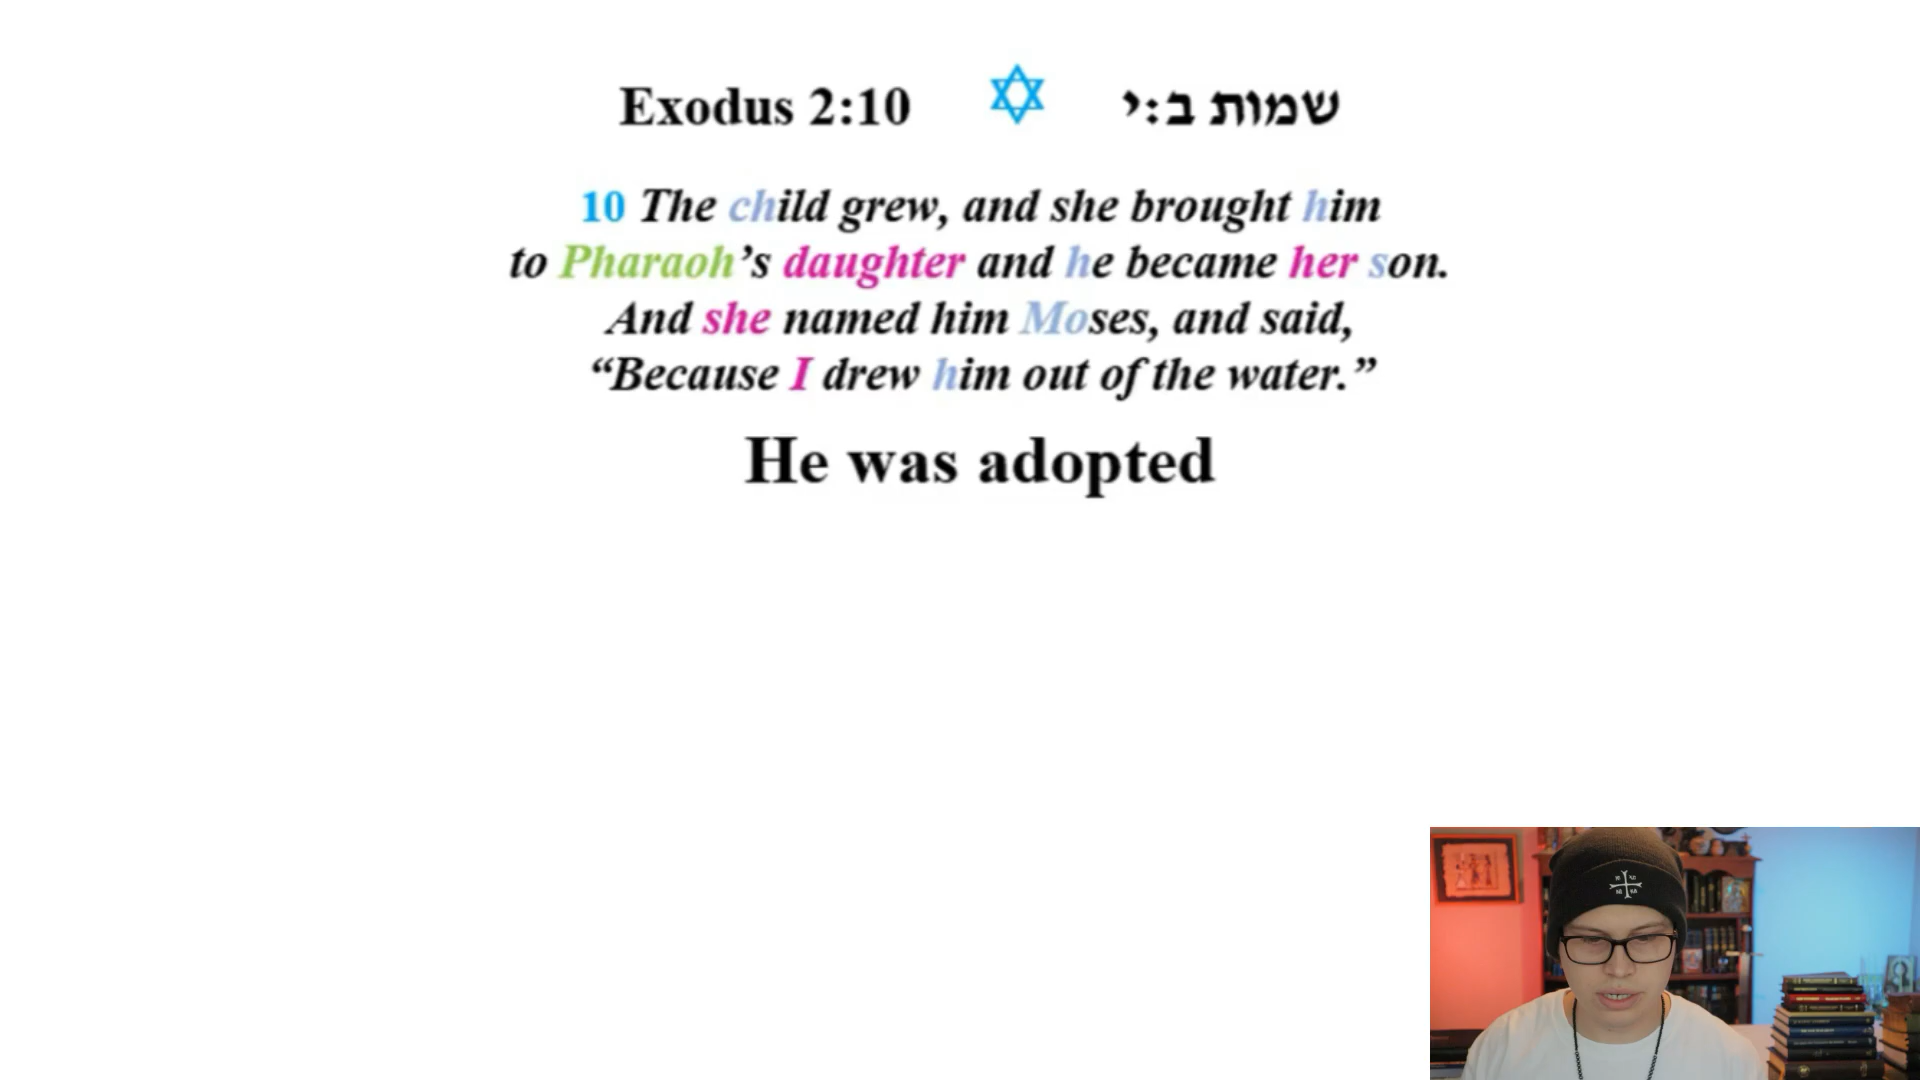 Exodus 2:10 ✡ שמות ב:י
10 The child grew, and she brought him
to Pharaoh’s daughter and he became her son.
And she named him Moses, and said,
“Because I drew him out of the water.”
He was adopted